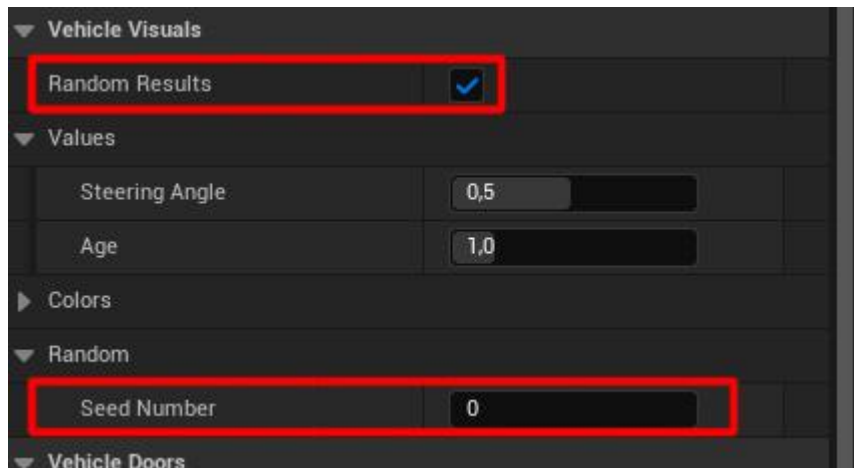 Vehicle Visuals
Random Results
Values
Steering Angle 0,5
Age 1,0
Colors
Random
Seed Number 0
Vehicle Doors